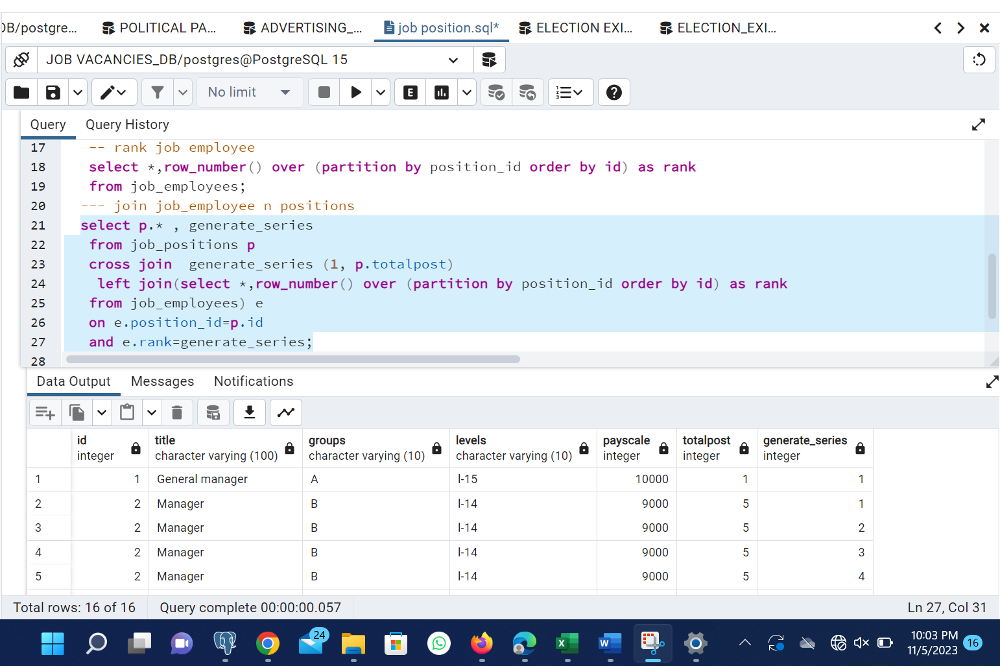 DB/postgre...
POLITICAL PA...
ADVERTISING_...
job position.sql*
ELECTION EXI...
ELECTION_EXI...
JOB VACANCIES_DB/postgres@PostgreSQL 15
No limit
E
Query
Query History
17 -- rank job employee
18 select *,row_number() over (partition by position_id order by id) as rank
19 from job_employees;
20 --- join job_employee n positions
21 select p.* , generate_series
22 from job_positions p
23 cross join  generate_series (1, p.totalpost)
24 left join(select *,row_number() over (partition by position_id order by id) as rank
25 from job_employees) e
26 on e.position_id=p.id
27 and e.rank=generate_series;
28
Data Output
Messages
Notifications
id title groups levels payscale totalpost generate_series
integer character varying (100) character varying (10) character varying (10) integer integer integer
1 1 General manager A l-15 10000 1 1
2 2 Manager B l-14 9000 5 1
3 2 Manager B l-14 9000 5 2
4 2 Manager B l-14 9000 5 3
5 2 Manager B l-14 9000 5 4
Total rows: 16 of 16
Query complete 00:00:00.057
Ln 27, Col 31
24
X
W
10:03 PM
11/5/2023
16